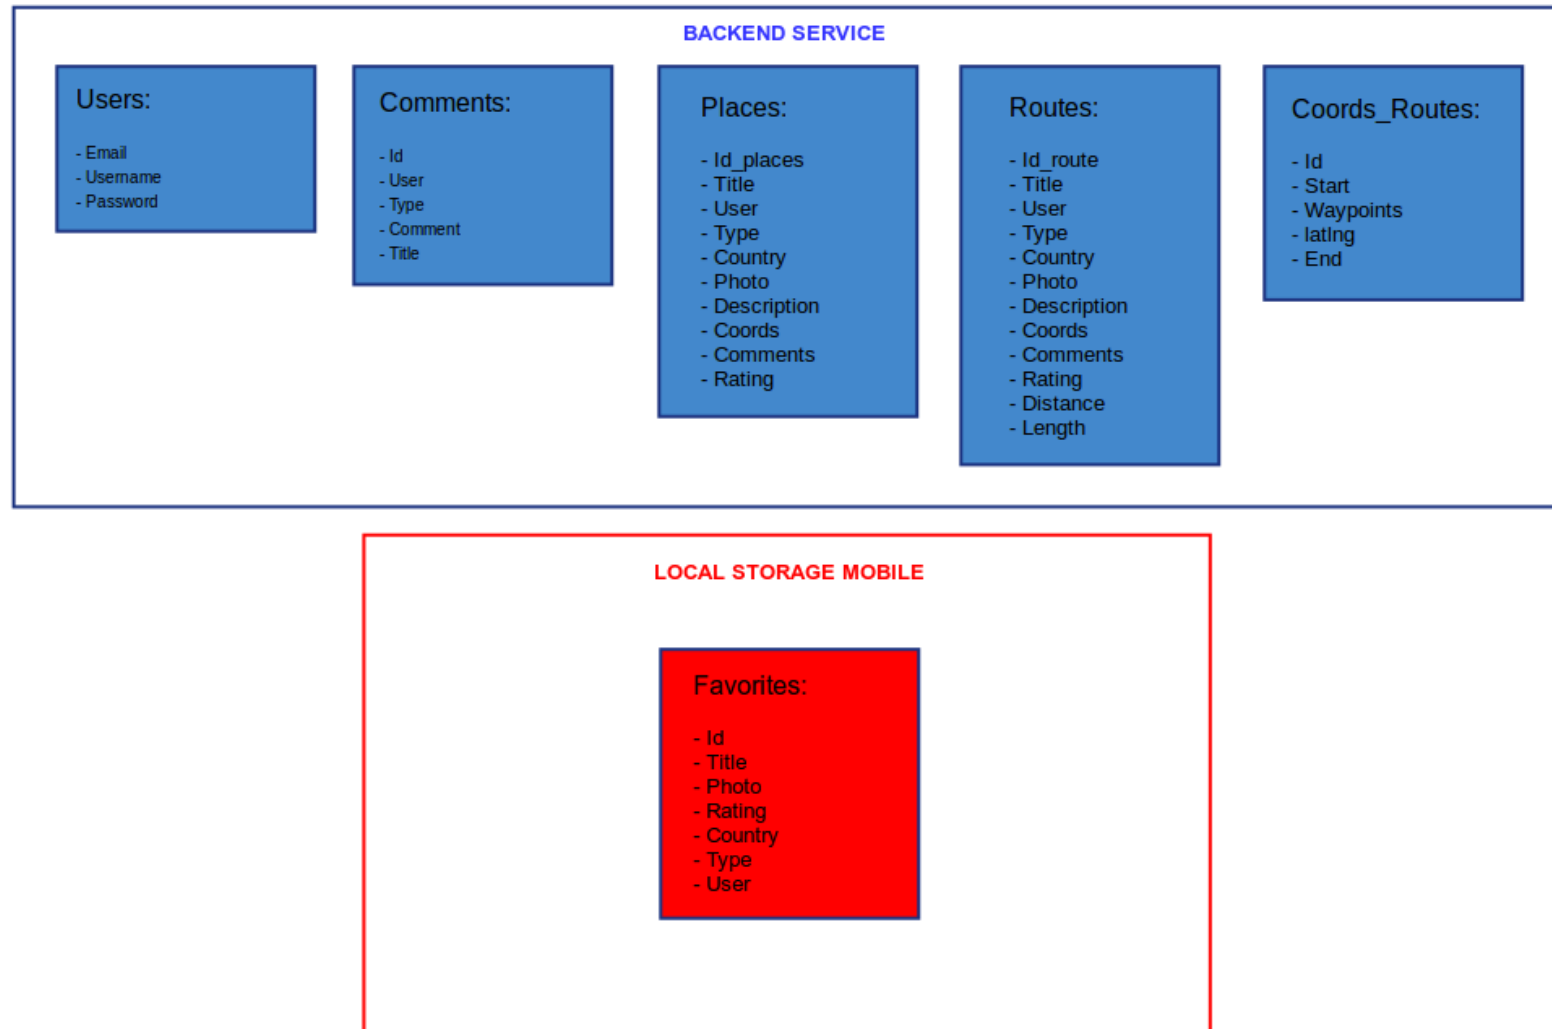 BACKEND SERVICE
Users:
- Email
- Username
- Password
Comments:
- Id
- User
- Type
- Comment
- Title
Places:
- Id_places
- Title
- User
- Type
- Country
- Photo
- Description
- Coords
- Comments
- Rating
Routes:
- Id_route
- Title
- User
- Type
- Country
- Photo
- Description
- Coords
- Comments
- Rating
- Distance
- Length
Coords_Routes:
- Id
- Start
- Waypoints
- latlng
- End
LOCAL STORAGE MOBILE
Favorites:
- Id
- Title
- Photo
- Rating
- Country
- Type
- User